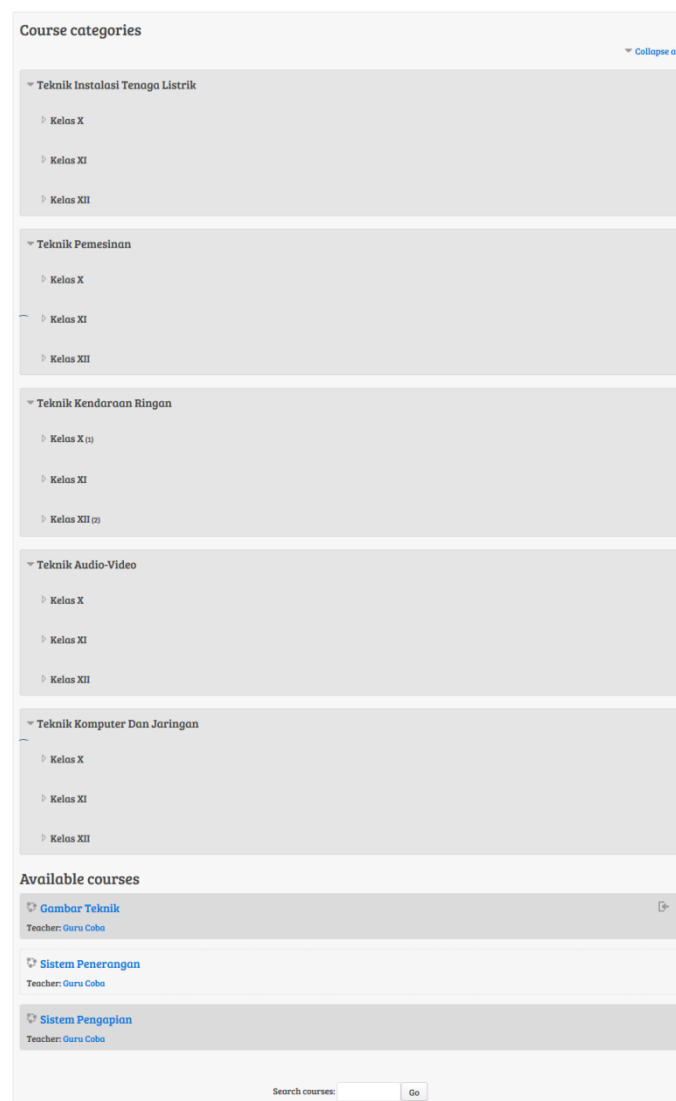 Course categories
Collapse a
Teknik Instalasi Tenaga Listrik
Kelas X
Kelas XI
Kelas XII
Teknik Pemesinan
Kelas X
Kelas XI
Kelas XII
Teknik Kendaraan Ringan
Kelas X (1)
Kelas XI
Kelas XII (2)
Teknik Audio-Video
Kelas X
Kelas XI
Kelas XII
Teknik Komputer Dan Jaringan
Kelas X
Kelas XI
Kelas XII
Available courses
Gambar Teknik
Teacher: Guru Coba
Sistem Penerangan
Teacher: Guru Coba
Sistem Pengapian
Teacher: Guru Coba
Search courses: Go